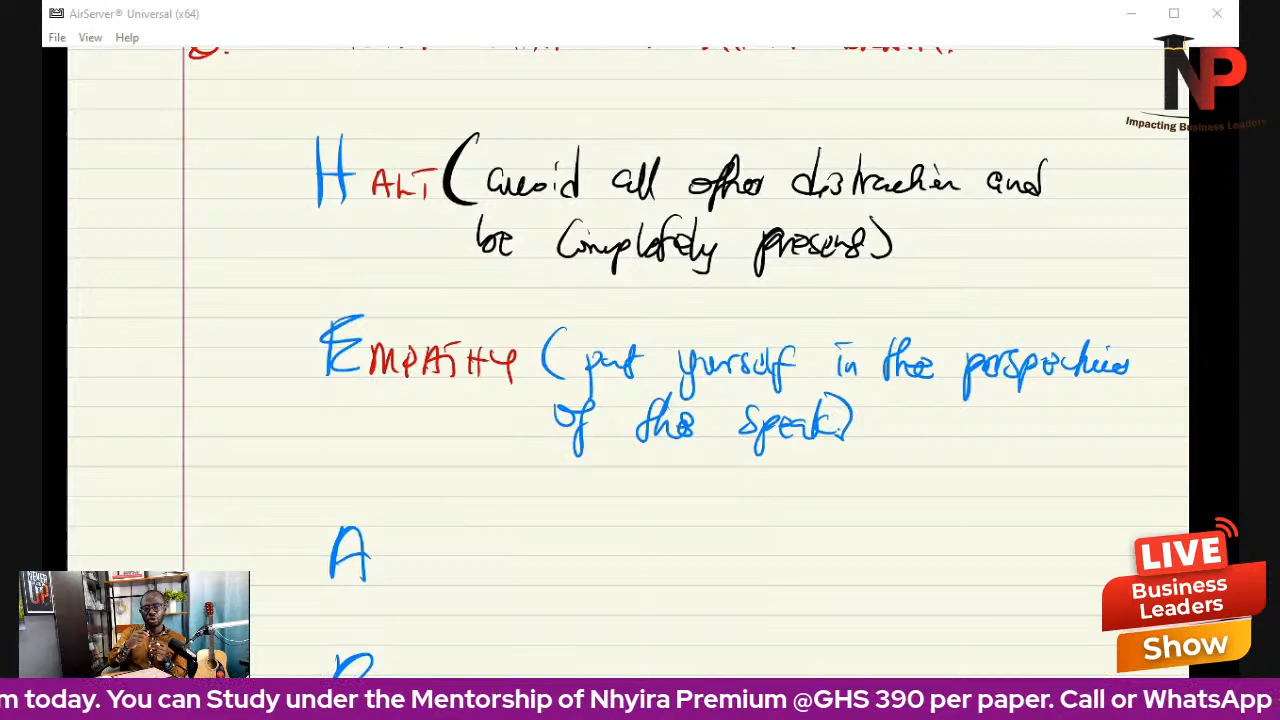 AirServer® Universal (x64)
File View Help
NP
Impacting Business Leaders
HALT (avoid all other distraction and
be completely present)
EMPATHY (put yourself in the perspective
of the speak)
A
LIVE
Business
Leaders
Show
m today. You can Study under the Mentorship of Nhyira Premium @GHS 390 per paper. Call or WhatsApp